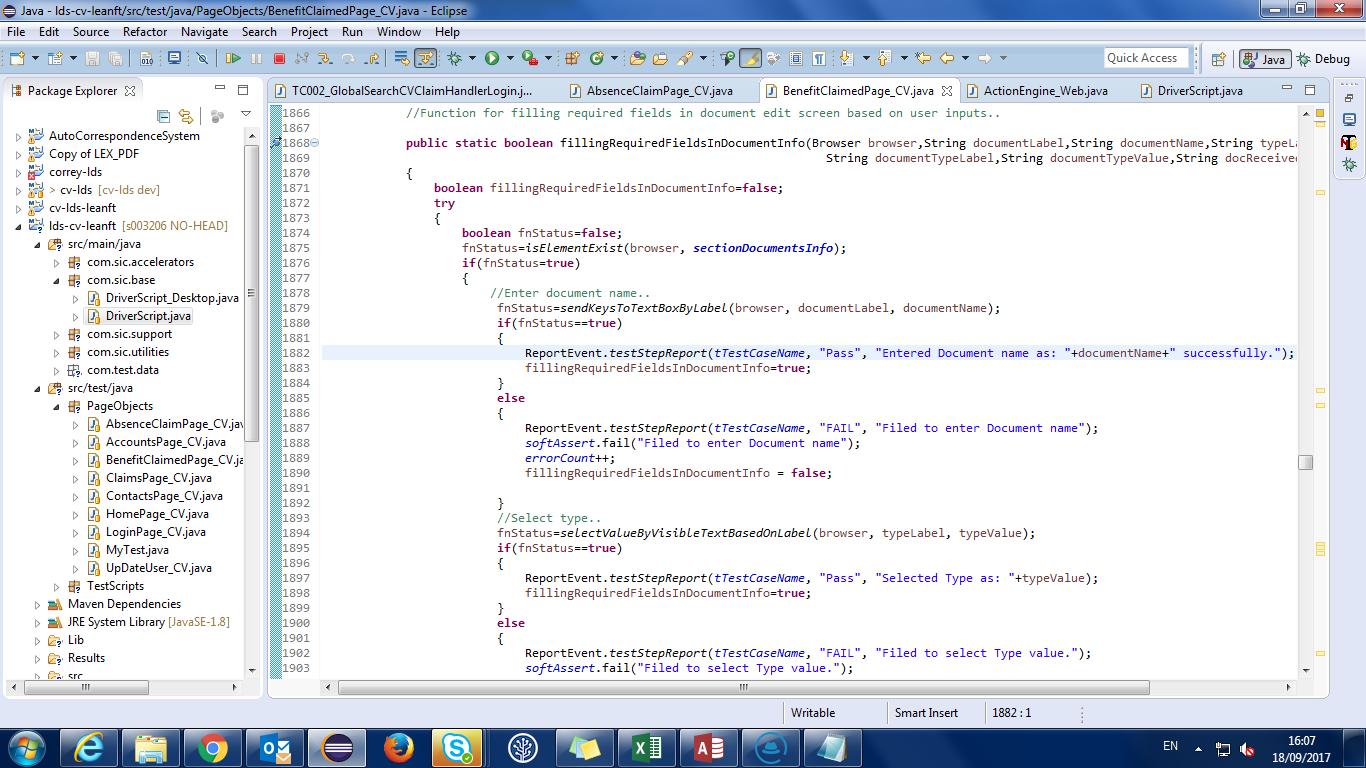 Java - lds-cv-leanft/src/test/java/PageObjects/BenefitClaimedPage_CV.java - Eclipse
File Edit Source Refactor Navigate Search Project Run Window Help
Quick Access Java Debug
Package Explorer
AutoCorrespondenceSystem
Copy of LEX_PDF
correy-lds
> cv-lds [cv-lds dev]
cv-lds-leanft
lds-cv-leanft [s003206 NO-HEAD]
src/main/java
com.sic.accelerators
com.sic.base
DriverScript_Desktop.java
DriverScript.java
com.sic.support
com.sic.utilities
com.test.data
src/test/java
PageObjects
AbsenceClaimPage_CV.jav
AccountsPage_CV.java
BenefitClaimedPage_CV.ja
ClaimsPage_CV.java
ContactsPage_CV.java
HomePage_CV.java
LoginPage_CV.java
MyTest.java
UpDateUser_CV.java
TestScripts
Maven Dependencies
JRE System Library [JavaSE-1.8]
Lib
Results
src
TC002_GlobalSearchCVClaimHandlerLogin.j... AbsenceClaimPage_CV.java BenefitClaimedPage_CV.java ActionEngine_Web.java DriverScript.java
1866 //Function for filling required fields in document edit screen based on user inputs..
1867
1868 public static boolean fillingRequiredFieldsInDocumentInfo(Browser browser,String documentLabel,String documentName,String typeL
1869 String documentTypeLabel,String documentTypeValue,String docReceive
1870 {
1871 boolean fillingRequiredFieldsInDocumentInfo=false;
1872 try
1873 {
1874 boolean fnStatus=false;
1875 fnStatus=isElementExist(browser, sectionDocumentsInfo);
1876 if(fnStatus=true)
1877 {
1878 //Enter document name..
1879 fnStatus=sendKeysToTextBoxByLabel(browser, documentLabel, documentName);
1880 if(fnStatus==true)
1881 {
1882 ReportEvent.testStepReport(tTestCaseName, "Pass", "Entered Document name as: "+documentName+" successfully.");
1883 fillingRequiredFieldsInDocumentInfo=true;
1884 }
1885 else
1886 {
1887 ReportEvent.testStepReport(tTestCaseName, "FAIL", "Filed to enter Document name");
1888 softAssert.fail("Filed to enter Document name");
1889 errorCount++;
1890 fillingRequiredFieldsInDocumentInfo = false;
1891
1892 }
1893 //Select type..
1894 fnStatus=selectValueByVisibleTextBasedOnLabel(browser, typeLabel, typeValue);
1895 if(fnStatus==true)
1896 {
1897 ReportEvent.testStepReport(tTestCaseName, "Pass", "Selected Type as: "+typeValue);
1898 fillingRequiredFieldsInDocumentInfo=true;
1899 }
1900 else
1901 {
1902 ReportEvent.testStepReport(tTestCaseName, "FAIL", "Filed to select Type value.");
1903 softAssert.fail("Filed to select Type value.");
Writable Smart Insert 1882 : 1
EN 16:07
18/09/2017